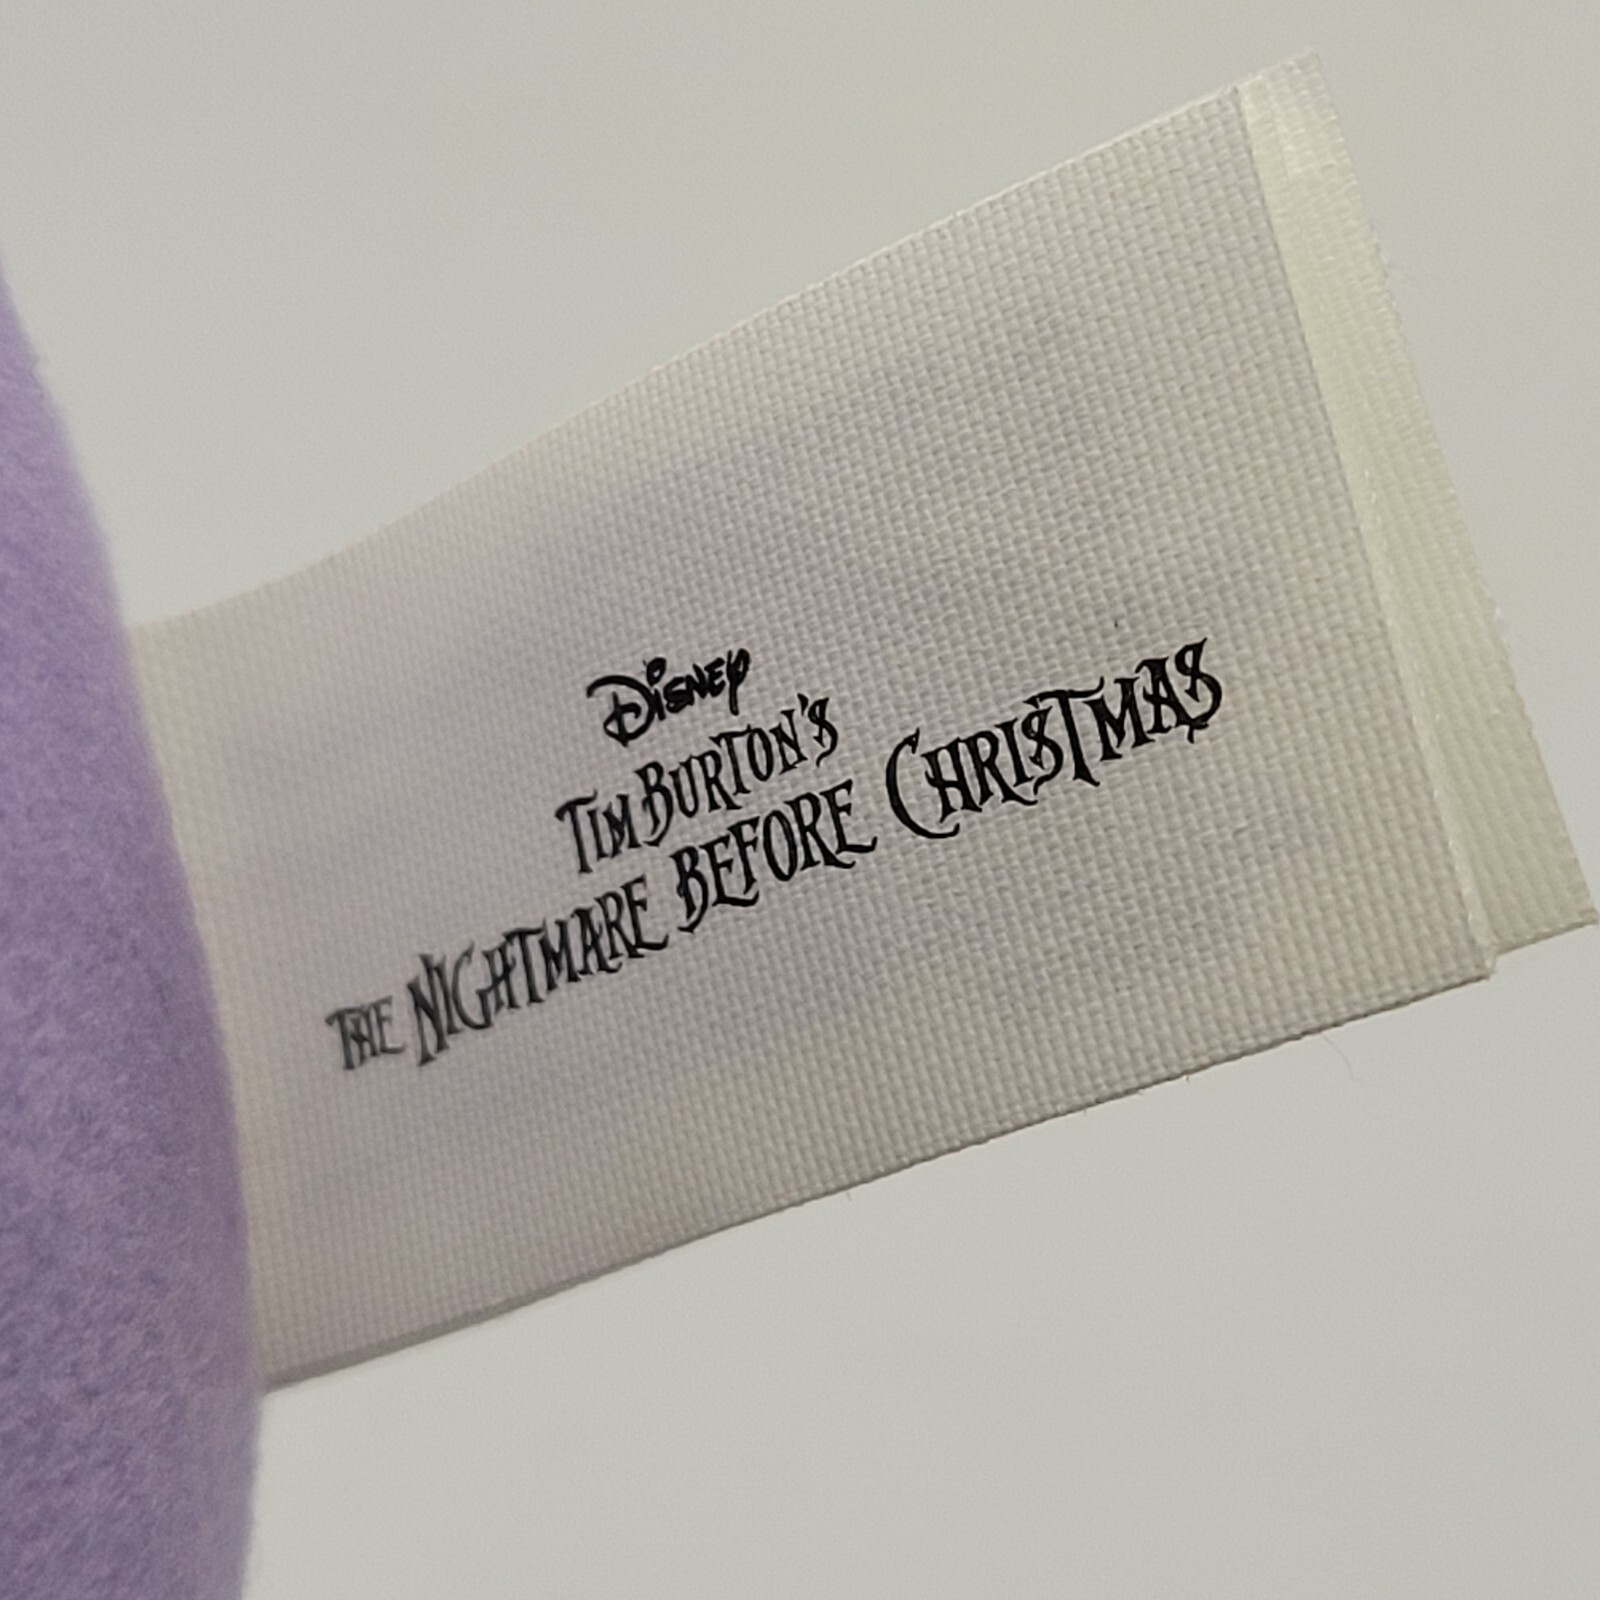 Disney
Tim Burton's
The Nightmare Before Christmas